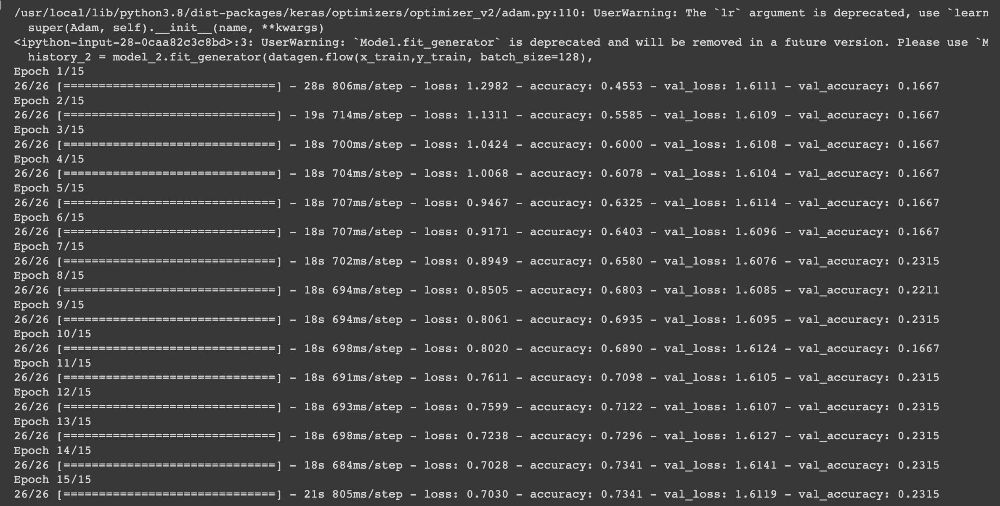 /usr/local/lib/python3.8/dist-packages/keras/optimizers/optimizer_v2/adam.py:110: UserWarning: The `lr` argument is deprecated, use `learn
  super(Adam, self).__init__(name, **kwargs)
<ipython-input-28-0caa82c3c8bd>:3: UserWarning: `Model.fit_generator` is deprecated and will be removed in a future version. Please use `M
  history_2 = model_2.fit_generator(datagen.flow(x_train,y_train, batch_size=128),
Epoch 1/15
26/26 [==============================] - 28s 806ms/step - loss: 1.2982 - accuracy: 0.4553 - val_loss: 1.6111 - val_accuracy: 0.1667
Epoch 2/15
26/26 [==============================] - 19s 714ms/step - loss: 1.1311 - accuracy: 0.5585 - val_loss: 1.6109 - val_accuracy: 0.1667
Epoch 3/15
26/26 [==============================] - 18s 700ms/step - loss: 1.0424 - accuracy: 0.6000 - val_loss: 1.6108 - val_accuracy: 0.1667
Epoch 4/15
26/26 [==============================] - 18s 704ms/step - loss: 1.0068 - accuracy: 0.6078 - val_loss: 1.6104 - val_accuracy: 0.1667
Epoch 5/15
26/26 [==============================] - 18s 707ms/step - loss: 0.9467 - accuracy: 0.6325 - val_loss: 1.6114 - val_accuracy: 0.1667
Epoch 6/15
26/26 [==============================] - 18s 707ms/step - loss: 0.9171 - accuracy: 0.6403 - val_loss: 1.6096 - val_accuracy: 0.1667
Epoch 7/15
26/26 [==============================] - 18s 702ms/step - loss: 0.8949 - accuracy: 0.6580 - val_loss: 1.6076 - val_accuracy: 0.2315
Epoch 8/15
26/26 [==============================] - 18s 694ms/step - loss: 0.8505 - accuracy: 0.6803 - val_loss: 1.6085 - val_accuracy: 0.2211
Epoch 9/15
26/26 [==============================] - 18s 694ms/step - loss: 0.8061 - accuracy: 0.6935 - val_loss: 1.6095 - val_accuracy: 0.2315
Epoch 10/15
26/26 [==============================] - 18s 698ms/step - loss: 0.8020 - accuracy: 0.6890 - val_loss: 1.6124 - val_accuracy: 0.1667
Epoch 11/15
26/26 [==============================] - 18s 691ms/step - loss: 0.7611 - accuracy: 0.7098 - val_loss: 1.6105 - val_accuracy: 0.2315
Epoch 12/15
26/26 [==============================] - 18s 693ms/step - loss: 0.7599 - accuracy: 0.7122 - val_loss: 1.6107 - val_accuracy: 0.2315
Epoch 13/15
26/26 [==============================] - 18s 698ms/step - loss: 0.7238 - accuracy: 0.7296 - val_loss: 1.6127 - val_accuracy: 0.2315
Epoch 14/15
26/26 [==============================] - 18s 684ms/step - loss: 0.7028 - accuracy: 0.7341 - val_loss: 1.6141 - val_accuracy: 0.2315
Epoch 15/15
26/26 [==============================] - 21s 805ms/step - loss: 0.7030 - accuracy: 0.7341 - val_loss: 1.6119 - val_accuracy: 0.2315